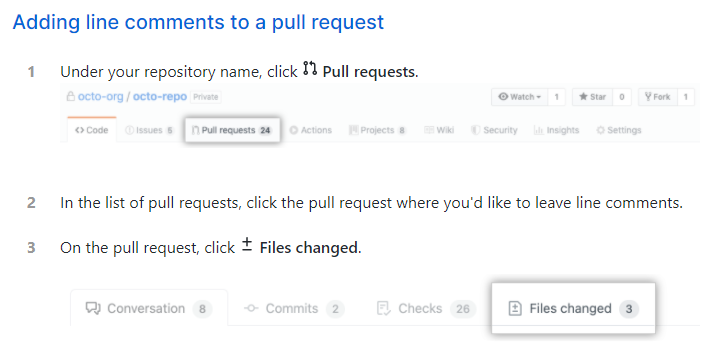 Adding line comments to a pull request
1 Under your repository name, click Pull requests.
octo-org / octo-repo Private Watch 1 Star 0 Fork 1
Code Issues 5 Pull requests 24 Actions Projects 8 Wiki Security Insights Settings
2 In the list of pull requests, click the pull request where you'd like to leave line comments.
3 On the pull request, click Files changed.
Conversation 8 Commits 2 Checks 26 Files changed 3